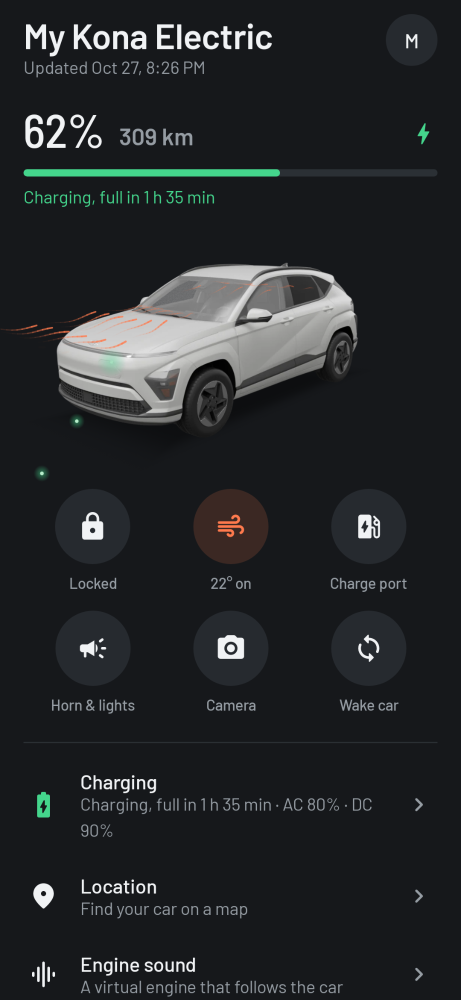 My Kona Electric
M
Updated Oct 27, 8:26 PM
62% 309 km
Charging, full in 1 h 35 min
Locked
22° on
Charge port
Horn & lights
Camera
Wake car
Charging
Charging, full in 1 h 35 min · AC 80% · DC
90%
Location
Find your car on a map
Engine sound
A virtual engine that follows the car